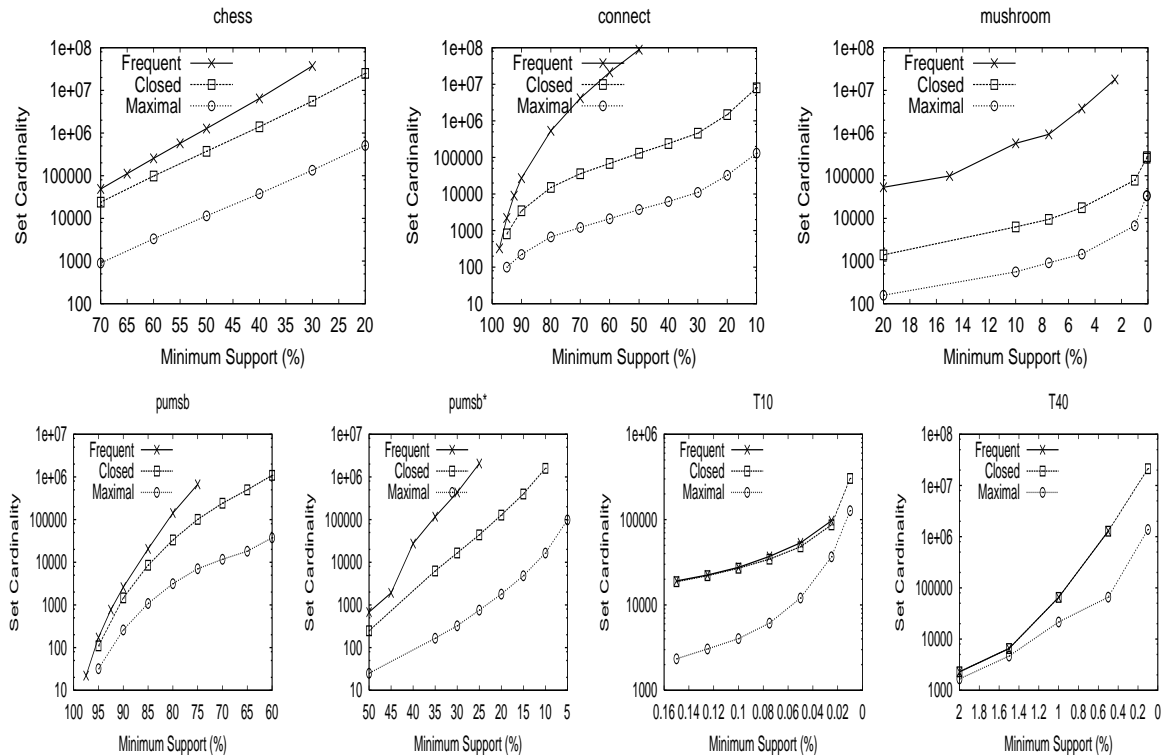 chess
1e+08
1e+07
1e+06
100000
10000
1000
100
Set Cardinality
Frequent
Closed
Maximal
70 65 60 55 50 45 40 35 30 25 20
Minimum Support (%)
connect
1e+08
1e+07
1e+06
100000
10000
1000
100
10
Set Cardinality
Frequent
Closed
Maximal
100 90 80 70 60 50 40 30 20 10
Minimum Support (%)
mushroom
1e+08
1e+07
1e+06
100000
10000
1000
100
Set Cardinality
Frequent
Closed
Maximal
20 18 16 14 12 10 8 6 4 2 0
Minimum Support (%)
pumsb
1e+07
1e+06
100000
10000
1000
100
10
Set Cardinality
Frequent
Closed
Maximal
100 95 90 85 80 75 70 65 60
Minimum Support (%)
pumsb*
1e+07
1e+06
100000
10000
1000
100
10
Set Cardinality
Frequent
Closed
Maximal
50 45 40 35 30 25 20 15 10 5
Minimum Support (%)
T10
1e+06
100000
10000
1000
Set Cardinality
Frequent
Closed
Maximal
0.16 0.14 0.12 0.1 0.08 0.06 0.04 0.02 0
Minimum Support (%)
T40
1e+08
1e+07
1e+06
100000
10000
1000
Set Cardinality
Frequent
Closed
Maximal
2 1.8 1.6 1.4 1.2 1 0.8 0.6 0.4 0.2 0
Minimum Support (%)